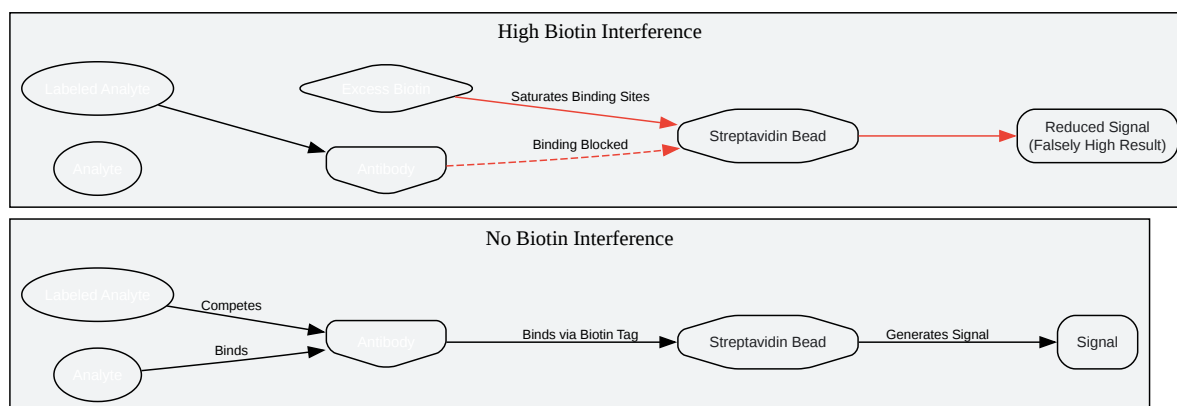 High Biotin Interference
Labeled Analyte
Excess Biotin
Saturates Binding Sites
Streptavidin Bead
Reduced Signal
(Falsely High Result)
Binding Blocked
Analyte
Antibody
No Biotin Interference
Labeled Analyte
Competes
Antibody
Binds via Biotin Tag
Streptavidin Bead
Generates Signal
Signal
Binds
Analyte